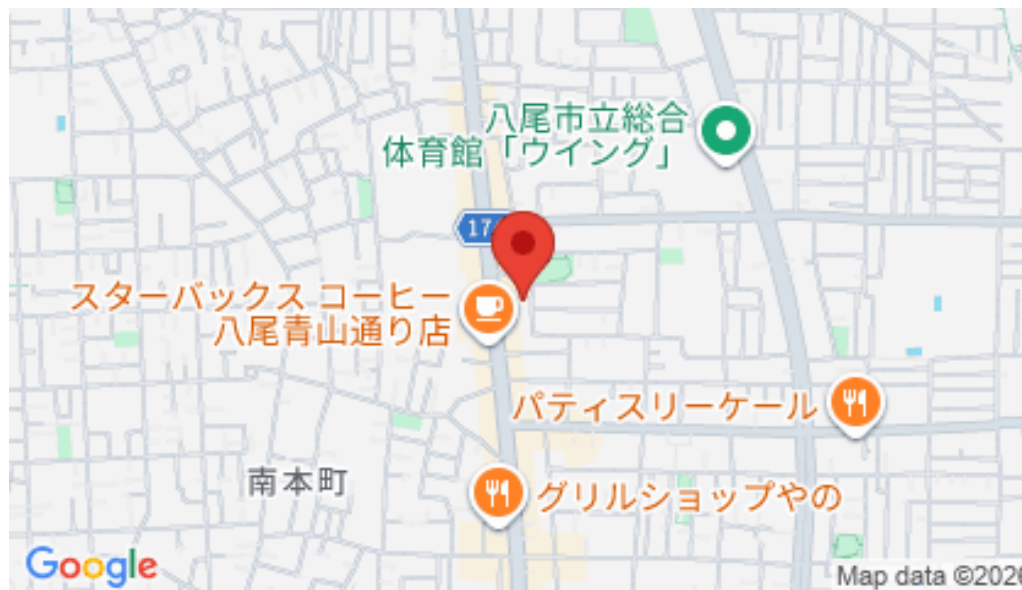 八尾市立総合
体育館「ウイング」
17
スターバックス コーヒー
八尾青山通り店
パティスリーケール
南本町
グリルショップやの
Google
Map data ©2026